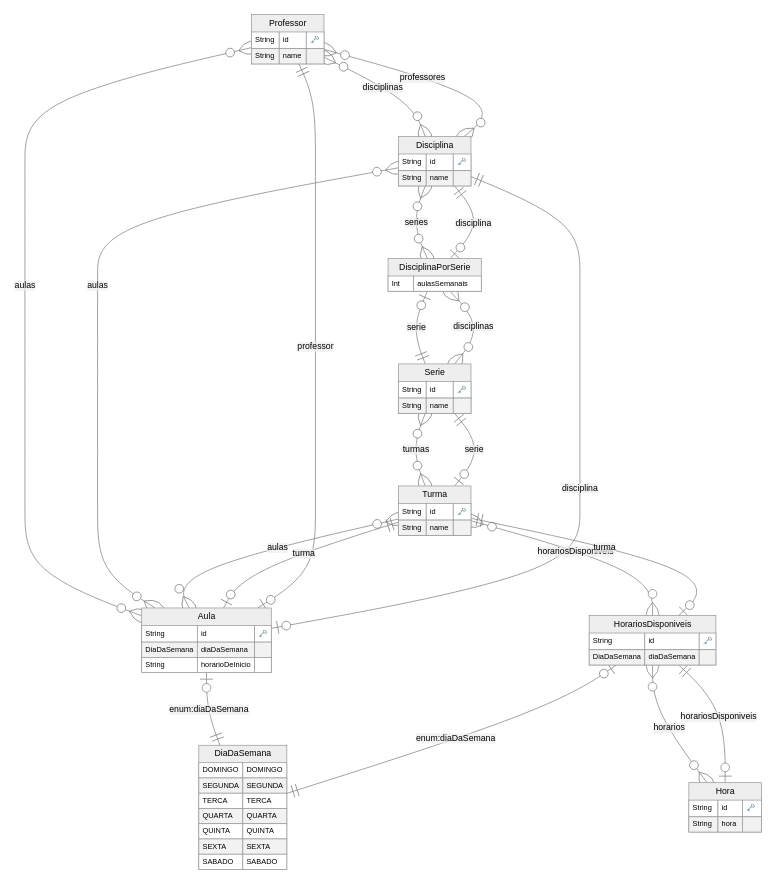 Professor
String id
String name
professores
disciplinas
Disciplina
String id
String name
series
disciplina
DisciplinaPorSerie
Int aulasSemanais
aulas
aulas
serie
disciplinas
professor
Serie
String id
String name
turmas
serie
disciplina
Turma
String id
String name
aulas
turma
horariosDisponiveis
turma
Aula
String id
DiaDaSemana diaDaSemana
String horarioDeInicio
HorariosDisponiveis
String id
DiaDaSemana diaDaSemana
enum:diaDaSemana
horariosDisponiveis
horarios
enum:diaDaSemana
DiaDaSemana
DOMINGO DOMINGO
SEGUNDA SEGUNDA
TERCA TERCA
QUARTA QUARTA
QUINTA QUINTA
SEXTA SEXTA
SABADO SABADO
Hora
String id
String hora